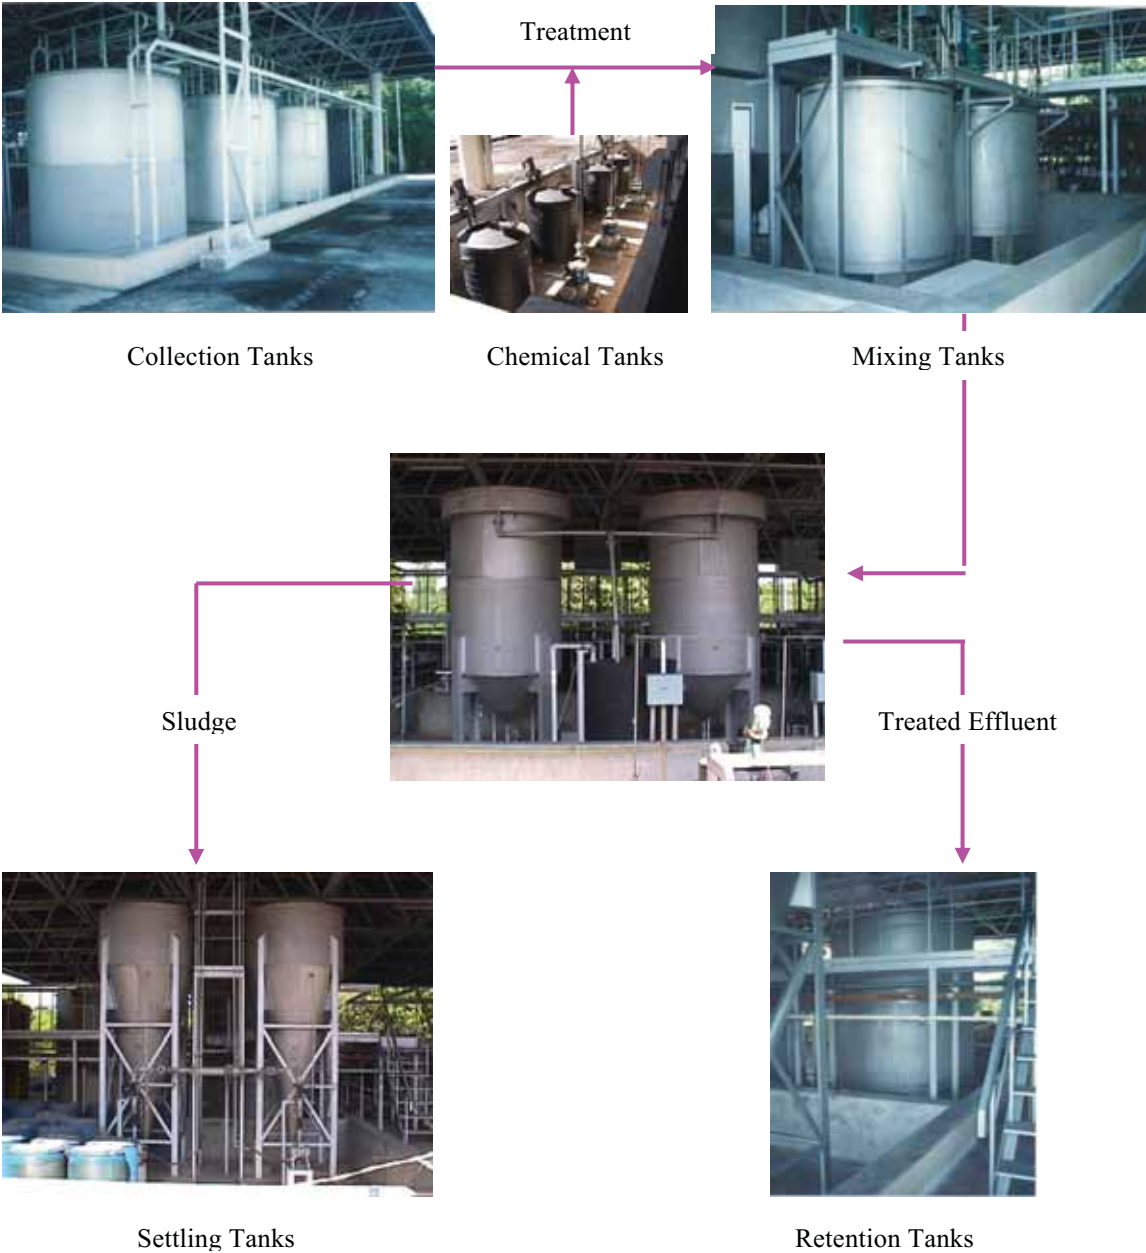 Treatment
Collection Tanks
Chemical Tanks
Mixing Tanks
Sludge
Treated Effluent
Settling Tanks
Retention Tanks